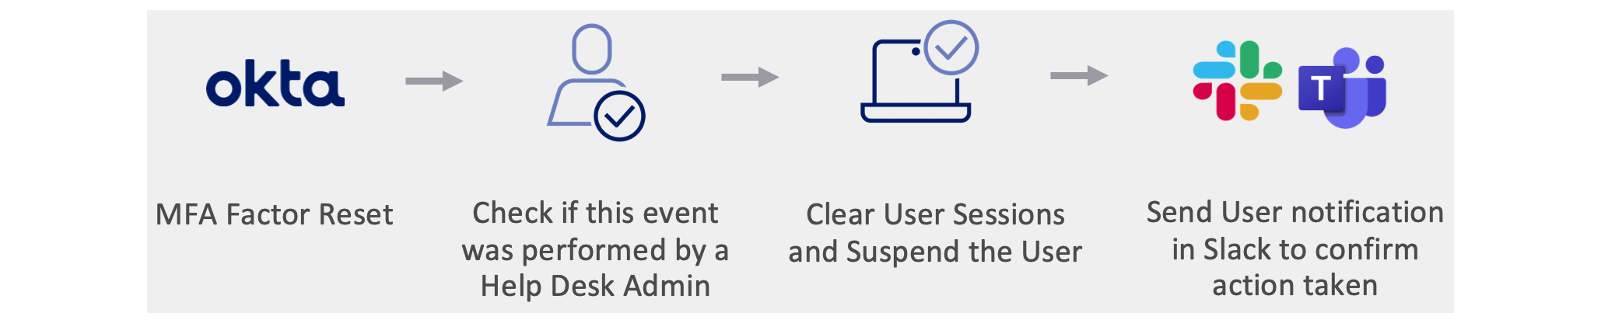 okta
T
MFA Factor Reset
Check if this event
was performed by a
Help Desk Admin
Clear User Sessions
and Suspend the User
Send User notification
in Slack to confirm
action taken